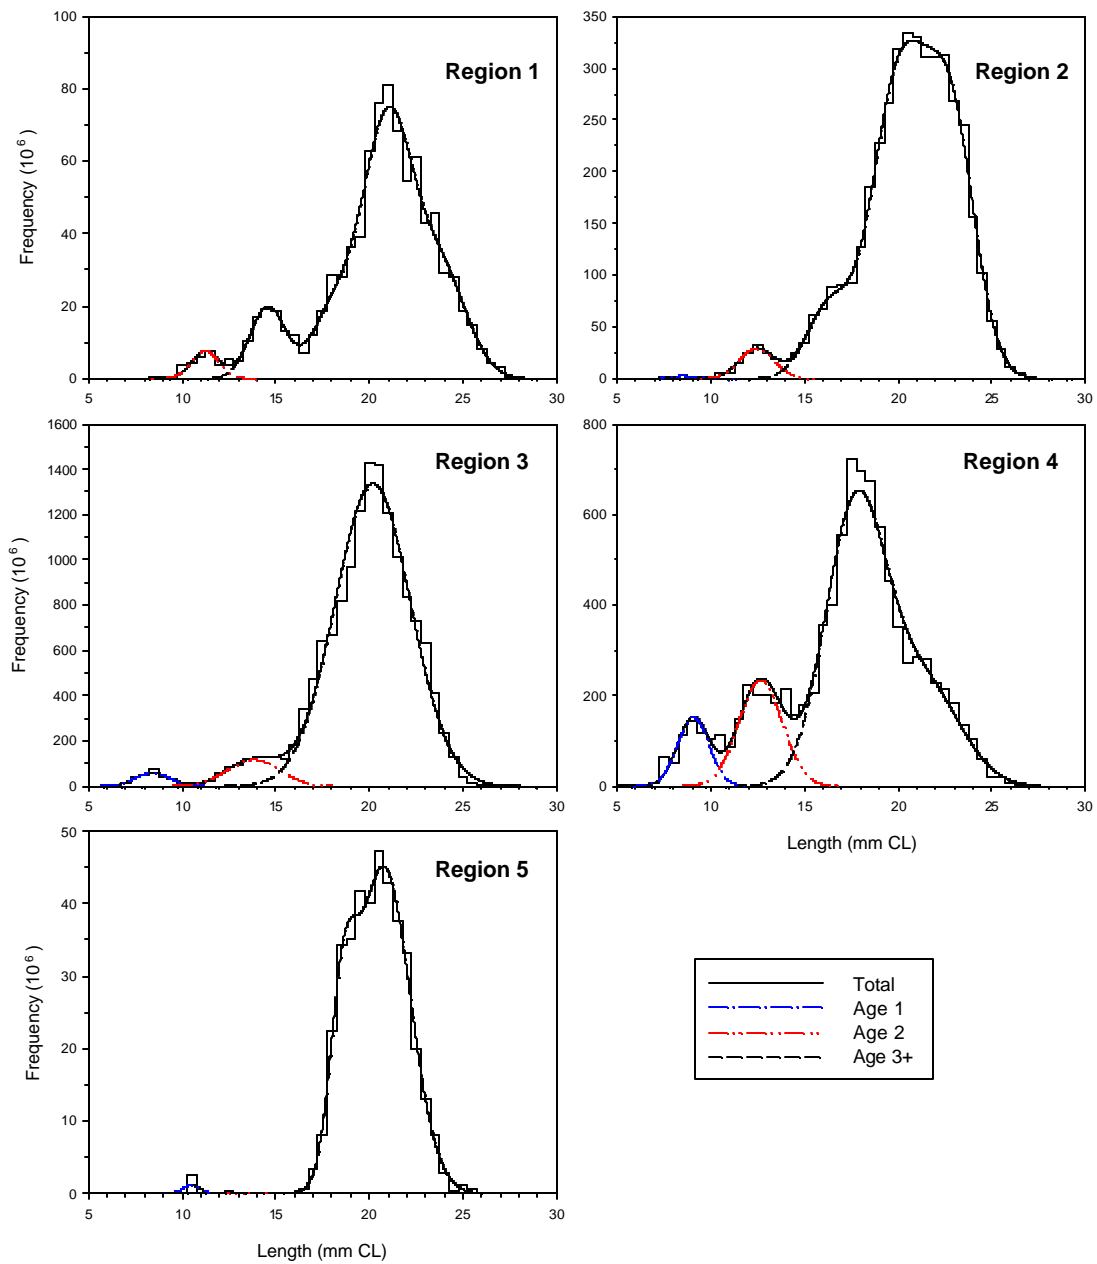 Region 1
Frequency (10⁶)
100
80
60
40
20
0
5 10 15 20 25 30
Region 2
350
300
250
200
150
100
50
0
5 10 15 20 25 30
Region 3
Frequency (10⁶)
1600
1400
1200
1000
800
600
400
200
0
5 10 15 20 25 30
Region 4
800
600
400
200
0
5 10 15 20 25 30
Length (mm CL)
Region 5
Frequency (10⁶)
50
40
30
20
10
0
5 10 15 20 25 30
Length (mm CL)
Total
Age 1
Age 2
Age 3+